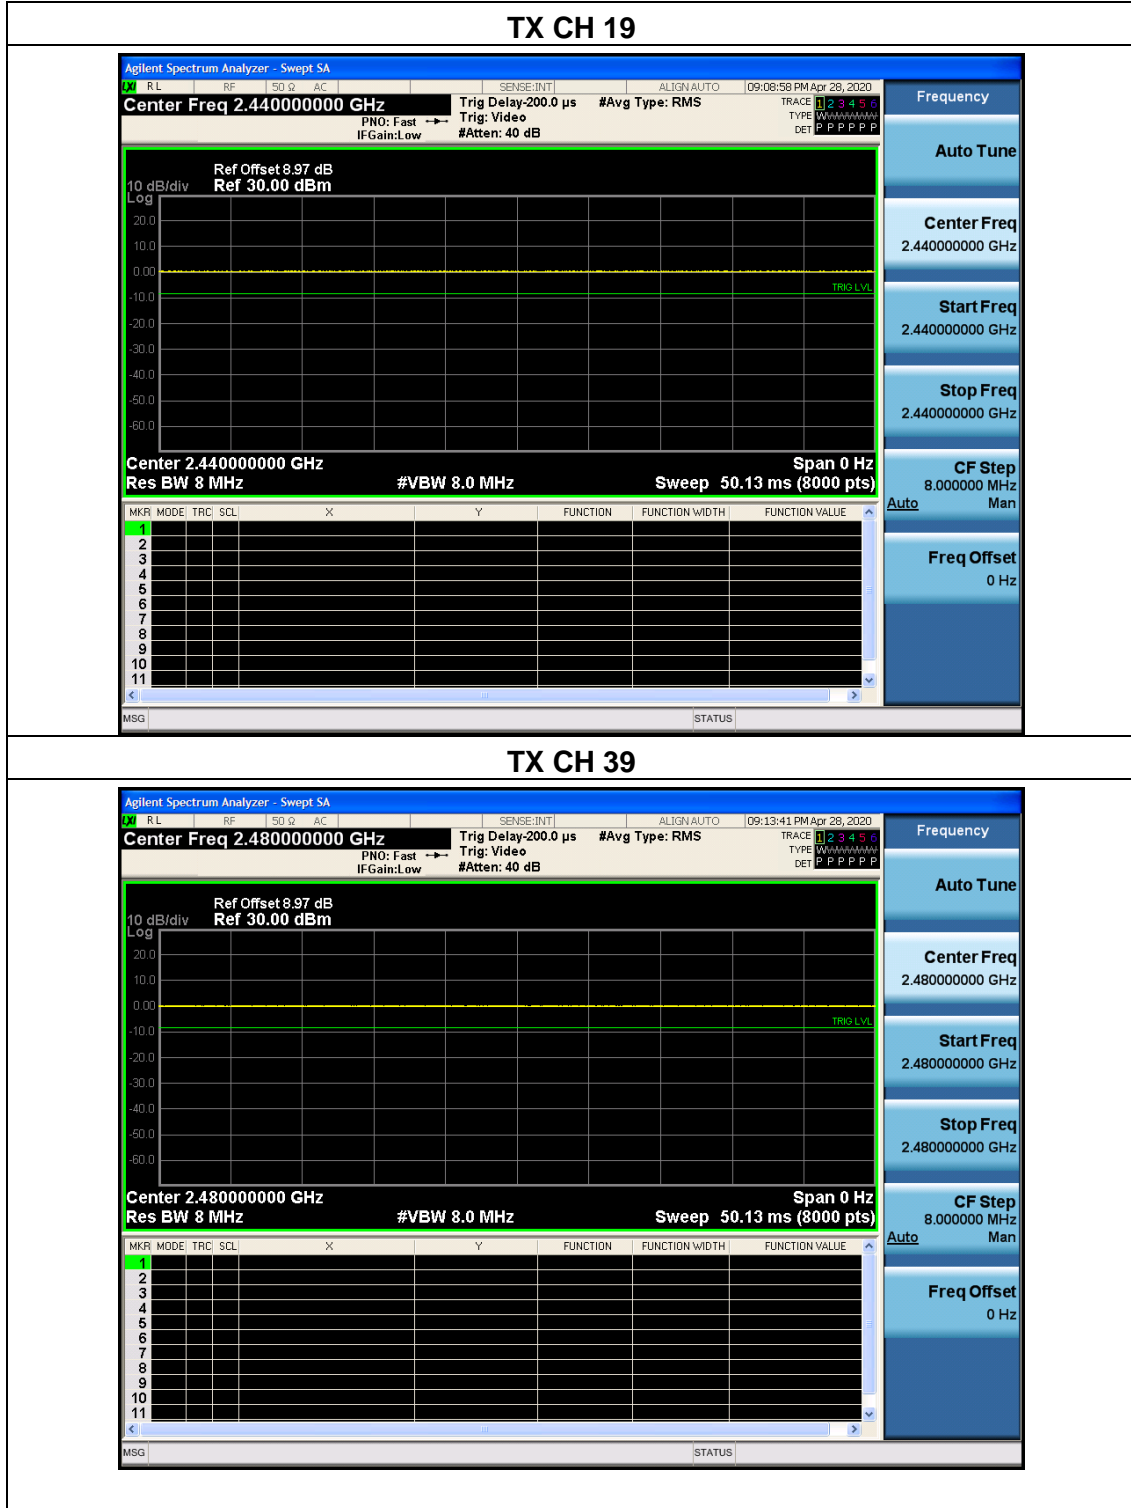 TX CH 19
Agilent Spectrum Analyzer - Swept SA
LXI RL RF 50 Ω AC SENSE:INT ALIGN AUTO 09:08:58 PM Apr 28, 2020
Center Freq 2.440000000 GHz
PNO: Fast
IFGain:Low
Trig Delay-200.0 µs
Trig: Video
#Atten: 40 dB
#Avg Type: RMS
TRACE 1 2 3 4 5 6
TYPE W
DET P P P P P P
Ref Offset 8.97 dB
10 dB/div Ref 30.00 dBm
Log
20.0
10.0
0.00
TRIG LVL
-10.0
-20.0
-30.0
-40.0
-50.0
-60.0
Center 2.440000000 GHz Span 0 Hz
Res BW 8 MHz #VBW 8.0 MHz Sweep 50.13 ms (8000 pts)
MKR MODE TRC SCL X Y FUNCTION FUNCTION WIDTH FUNCTION VALUE
1
2
3
4
5
6
7
8
9
10
11
MSG STATUS
Frequency
Auto Tune
Center Freq
2.440000000 GHz
Start Freq
2.440000000 GHz
Stop Freq
2.440000000 GHz
CF Step
8.000000 MHz
Auto Man
Freq Offset
0 Hz
TX CH 39
Agilent Spectrum Analyzer - Swept SA
LXI RL RF 50 Ω AC SENSE:INT ALIGN AUTO 09:13:41 PM Apr 28, 2020
Center Freq 2.480000000 GHz
PNO: Fast
IFGain:Low
Trig Delay-200.0 µs
Trig: Video
#Atten: 40 dB
#Avg Type: RMS
TRACE 1 2 3 4 5 6
TYPE W
DET P P P P P P
Ref Offset 8.97 dB
10 dB/div Ref 30.00 dBm
Log
20.0
10.0
0.00
TRIG LVL
-10.0
-20.0
-30.0
-40.0
-50.0
-60.0
Center 2.480000000 GHz Span 0 Hz
Res BW 8 MHz #VBW 8.0 MHz Sweep 50.13 ms (8000 pts)
MKR MODE TRC SCL X Y FUNCTION FUNCTION WIDTH FUNCTION VALUE
1
2
3
4
5
6
7
8
9
10
11
MSG STATUS
Frequency
Auto Tune
Center Freq
2.480000000 GHz
Start Freq
2.480000000 GHz
Stop Freq
2.480000000 GHz
CF Step
8.000000 MHz
Auto Man
Freq Offset
0 Hz